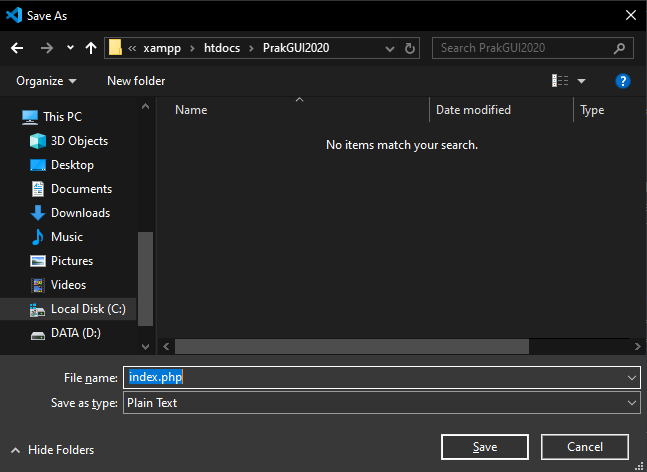 Save As
« xampp > htdocs > PrakGUI2020
Search PrakGUI2020
Organize
New folder
?
This PC
3D Objects
Desktop
Documents
Downloads
Music
Pictures
Videos
Local Disk (C:)
DATA (D:)
Name
Date modified
Type
No items match your search.
File name: index.php
Save as type: Plain Text
Hide Folders
Save
Cancel